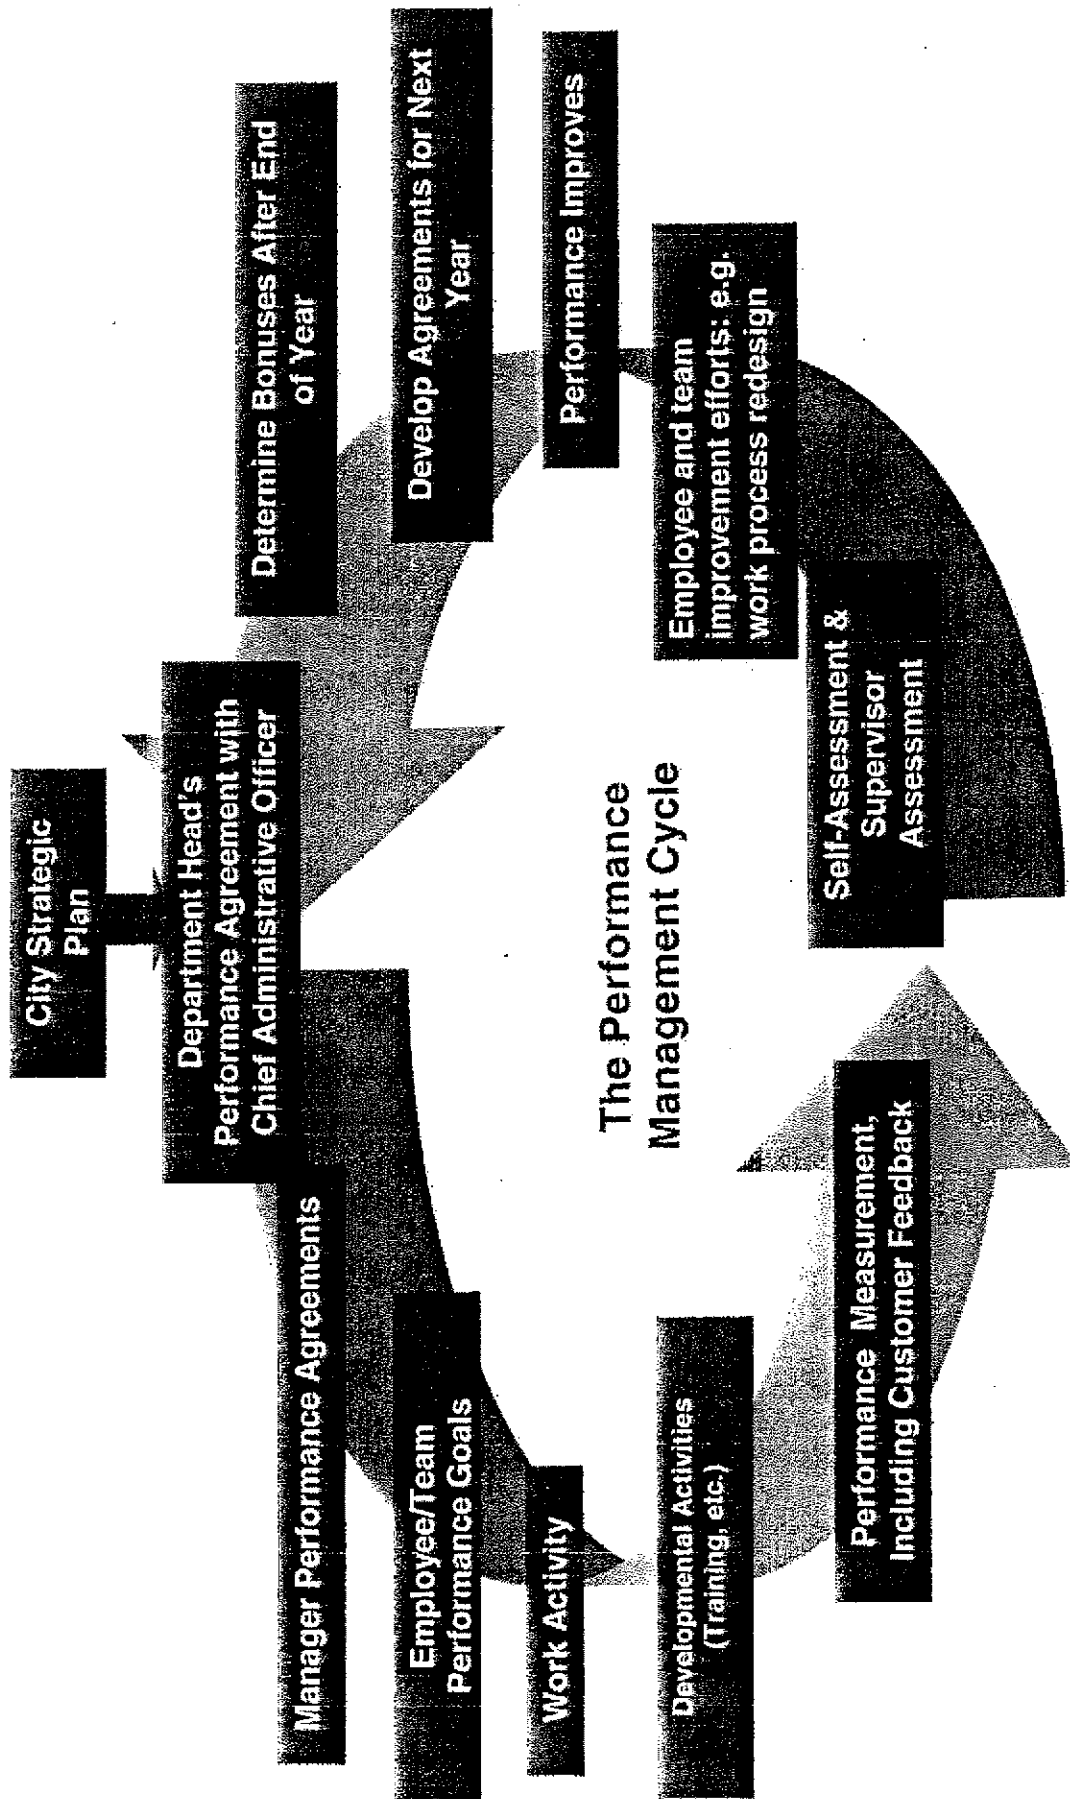 City Strategic
Plan
Department Head's
Performance Agreement with
Chief Administrative Officer
Manager Performance Agreements
Employee/Team
Performance Goals
Work Activity
Developmental Activities
(Training, etc.)
Performance Measurement,
Including Customer Feedback
Self-Assessment &
Supervisor
Assessment
Employee and team
improvement efforts: e.g.
work process redesign
Performance Improves
Develop Agreements for Next
Year
Determine Bonuses After End
of Year
The Performance
Management Cycle